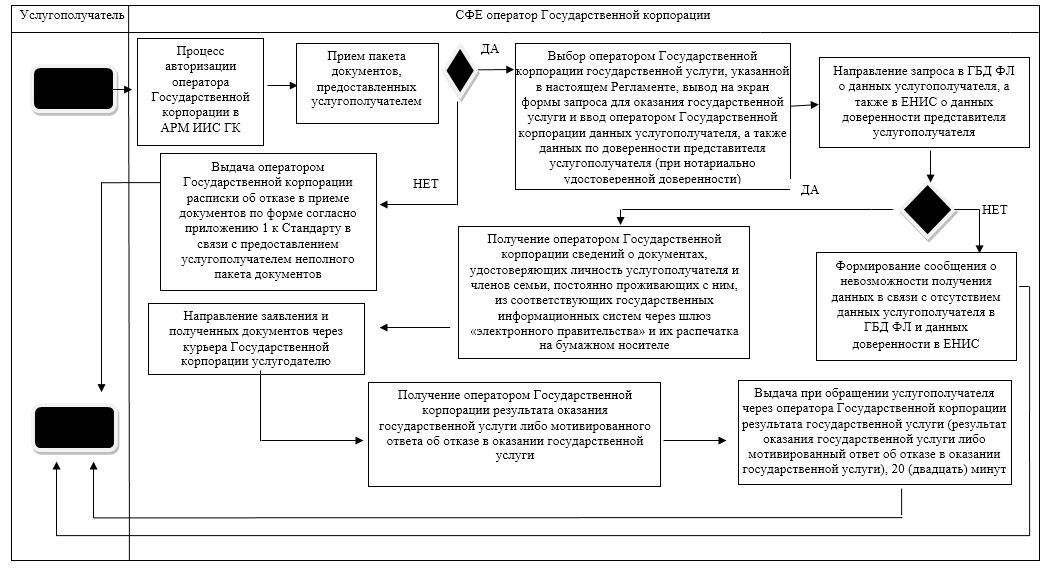 Услугополучатель
СФЕ оператор Государственной корпорации
Процесс
авторизации
оператора
Государственной
корпорации в
АРМ ИИС ГК
Прием пакета
документов,
предоставленных
услугополучателем
ДА
Выбор оператором Государственной
корпорации государственной услуги, указанной
в настоящем Регламенте, вывод на экран
формы запроса для оказания государственной
услуги и ввод оператором Государственной
корпорации данных услугополучателя, а также
данных по доверенности представителя
услугополучателя (при нотариально
удостоверенной доверенности)
Направление запроса в ГБД ФЛ
о данных услугополучателя, а
также в ЕНИС о данных
доверенности представителя
услугополучателя
НЕТ
Выдача оператором
Государственной корпорации
расписки об отказе в приеме
документов по форме согласно
приложению 1 к Стандарту в
связи с предоставлением
услугополучателем неполного
пакета документов
ДА
НЕТ
Получение оператором Государственной
корпорации сведений о документах,
удостоверяющих личность услугополучателя и
членов семьи, постоянно проживающих с ним,
из соответствующих государственных
информационных систем через шлюз
«электронного правительства» и их распечатка
на бумажном носителе
Формирование сообщения о
невозможности получения
данных в связи с отсутствием
данных услугополучателя в
ГБД ФЛ и данных
доверенности в ЕНИС
Направление заявления и
полученных документов через
курьера Государственной
корпорации услугодателю
Получение оператором Государственной
корпорации результата оказания
государственной услуги либо мотивированного
ответа об отказе в оказании государственной
услуги
Выдача при обращении услугополучателя
через оператора Государственной корпорации
результата государственной услуги (результат
оказания государственной услуги либо
мотивированный ответ об отказе в оказании
государственной услуги), 20 (двадцать) минут